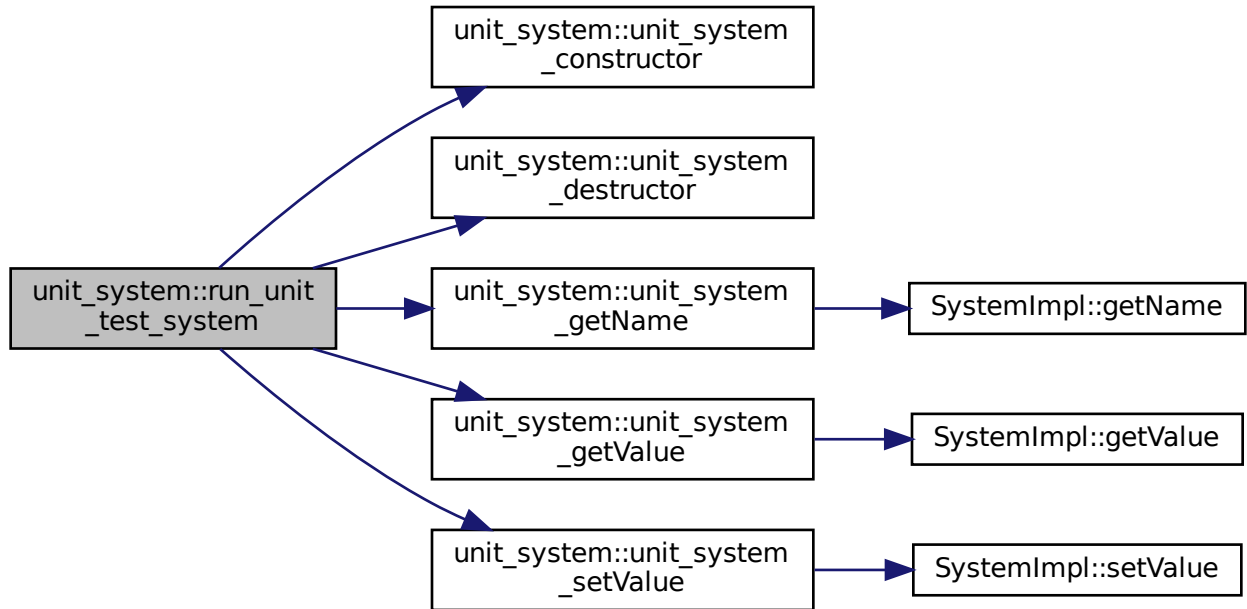 unit_system::unit_system
_constructor
unit_system::unit_system
_destructor
unit_system::run_unit
_test_system
unit_system::unit_system
_getName
SystemImpl::getName
unit_system::unit_system
_getValue
SystemImpl::getValue
unit_system::unit_system
_setValue
SystemImpl::setValue